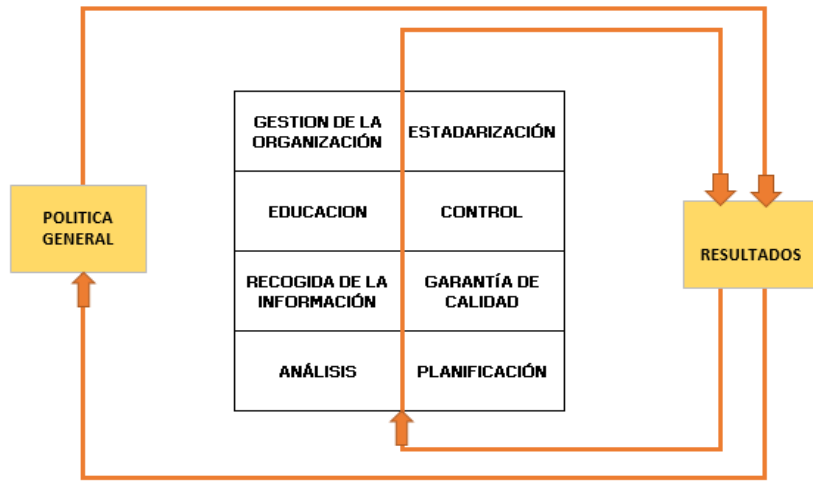 GESTION DE LA
ORGANIZACIÓN
ESTADARIZACIÓN
POLITICA
GENERAL
EDUCACION
CONTROL
RESULTADOS
RECOGIDA DE LA
INFORMACIÓN
GARANTÍA DE
CALIDAD
ANÁLISIS
PLANIFICACIÓN